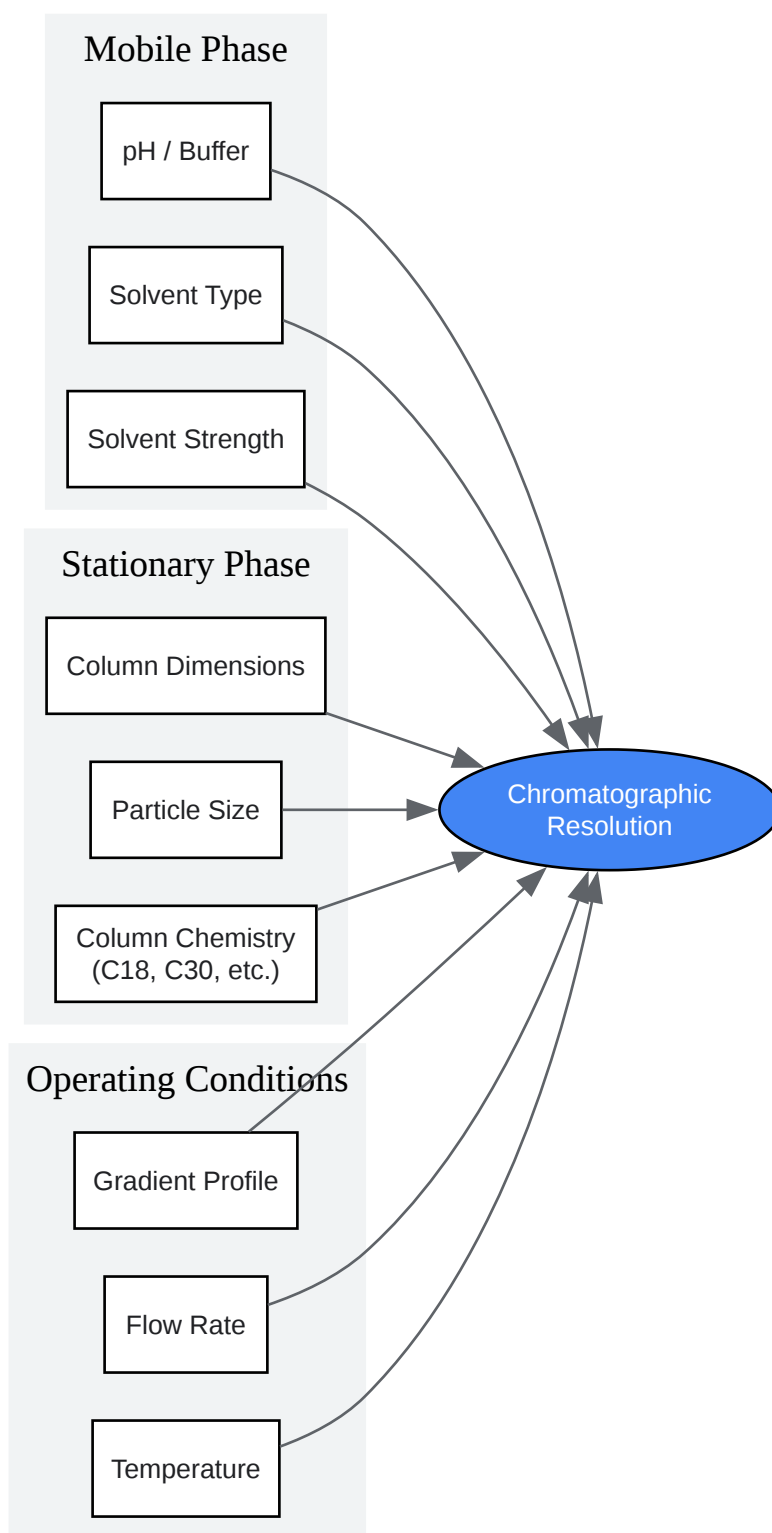 Mobile Phase
pH / Buffer
Solvent Type
Solvent Strength
Stationary Phase
Column Dimensions
Particle Size
Column Chemistry
(C18, C30, etc.)
Chromatographic
Resolution
Operating Conditions
Gradient Profile
Flow Rate
Temperature